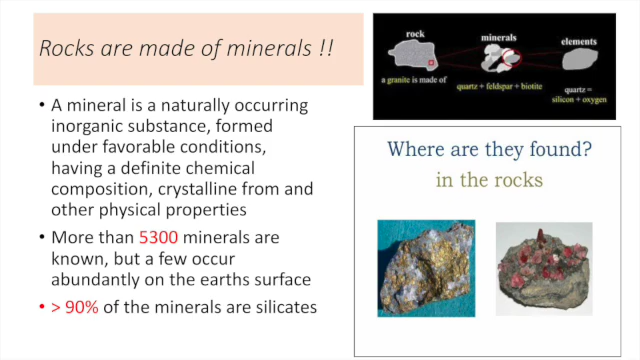 Rocks are made of minerals !!
• A mineral is a naturally occurring
inorganic substance, formed
under favorable conditions,
having a definite chemical
composition, crystalline from and
other physical properties
• More than 5300 minerals are
known, but a few occur
abundantly on the earths surface
• > 90% of the minerals are silicates
rock
minerals
elements
a granite is made of
quartz + feldspar + biotite
quartz =
silicon + oxygen
Where are they found?
in the rocks